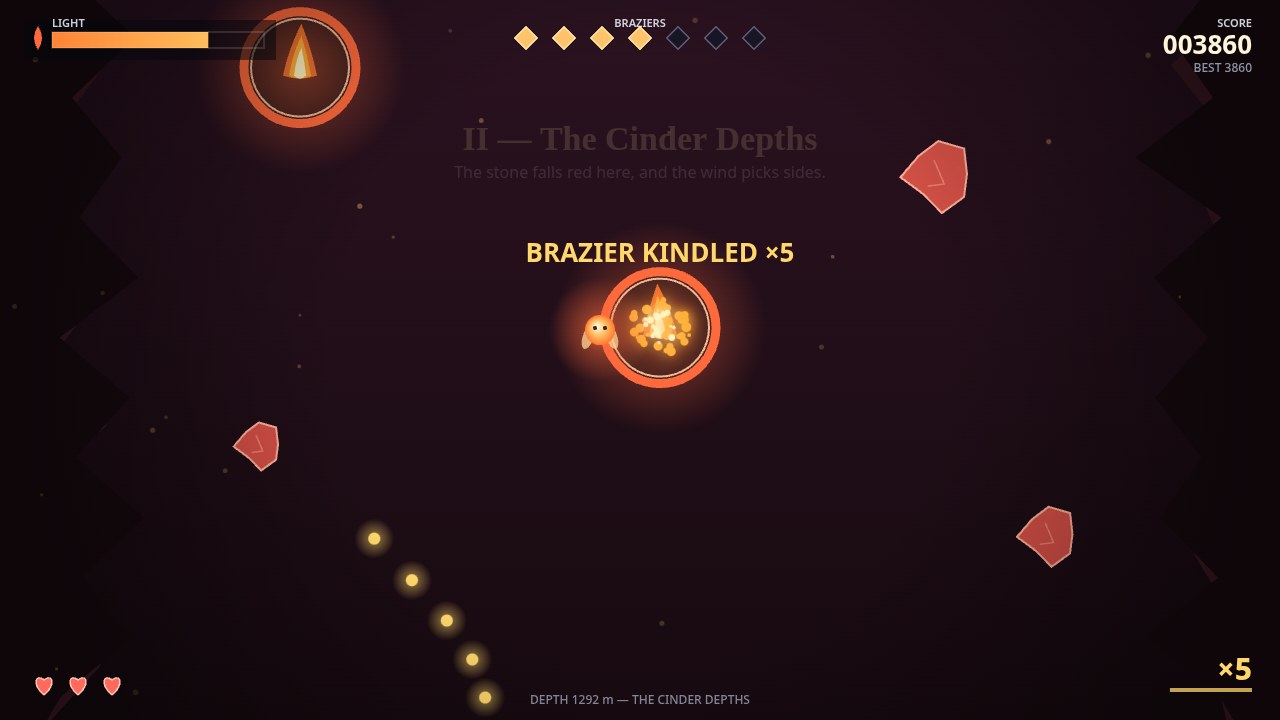 LIGHT
BRAZIERS
SCORE
003860
BEST 3860
II — The Cinder Depths
The stone falls red here, and the wind picks sides.
BRAZIER KINDLED ×5
×5
DEPTH 1292 m — THE CINDER DEPTHS